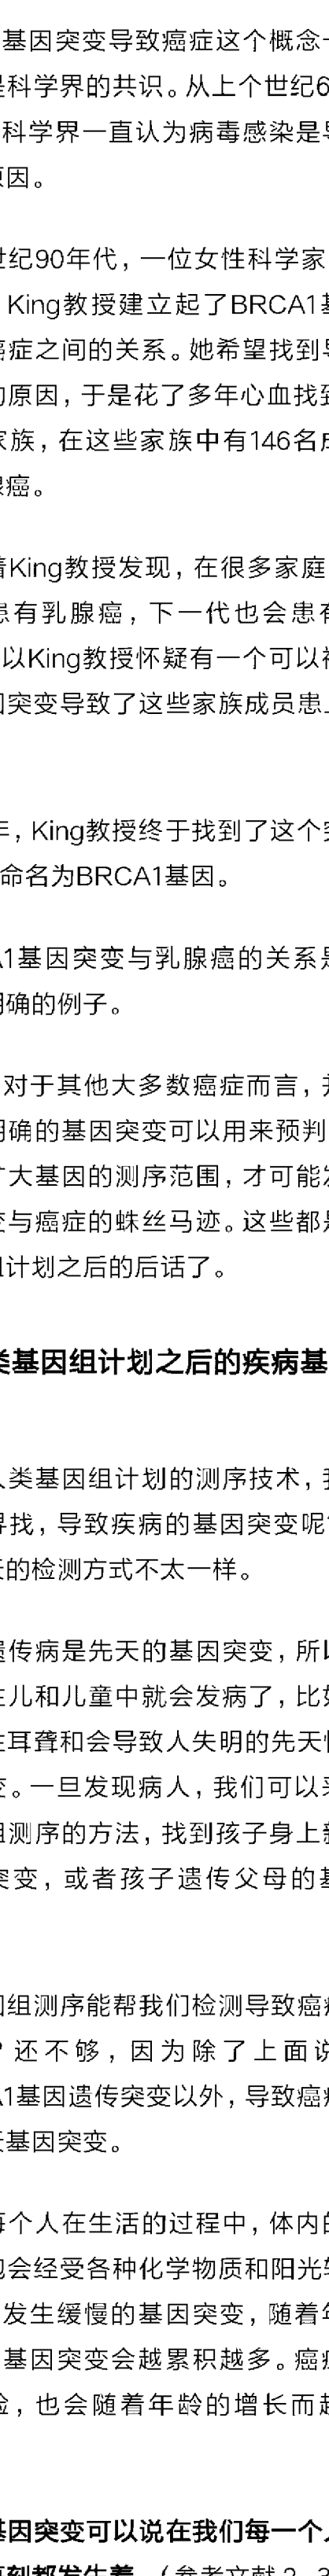 基因突变导致癌症这个概念
是科学界的共识。从上个世纪6
科学界一直认为病毒感染是
原因。
世纪90年代，一位女性科学家
King教授建立起了BRCA1
癌症之间的关系。她希望找到
的原因，于是花了多年心血找到
家族，在这些家族中有146名
腺癌。
着King教授发现，在很多家庭
患有乳腺癌，下一代也会患有
以King教授怀疑有一个可以
因突变导致了这些家族成员患
年，King教授终于找到了这个
命名为BRCA1基因。
A1基因突变与乳腺癌的关系是
明确的例子。
对于其他大多数癌症而言，
明确的基因突变可以用来预判
扩大基因的测序范围，才可能
变与癌症的蛛丝马迹。这些都是
组计划之后的后话了。
类基因组计划之后的疾病基
人类基因组计划的测序技术，我
寻找，导致疾病的基因突变呢
天的检测方式不太一样。
遗传病是先天的基因突变，所以
生儿和儿童中就会发病了，比如
性耳聋和会导致人失明的先天性
变。一旦发现病人，我们可以
组测序的方法，找到孩子身上新
突变，或者孩子遗传父母的基
因组测序能帮我们检测导致癌症
？还不够，因为除了上面说
A1基因遗传突变以外，导致癌症
天基因突变。
每个人在生活的过程中，体内的
胞会经受各种化学物质和阳光
发生缓慢的基因突变，随着年
基因突变会越累积越多。癌症
险，也会随着年龄的增长而
基因突变可以说在我们每一个人
刻都发生着。（参考文献2、3